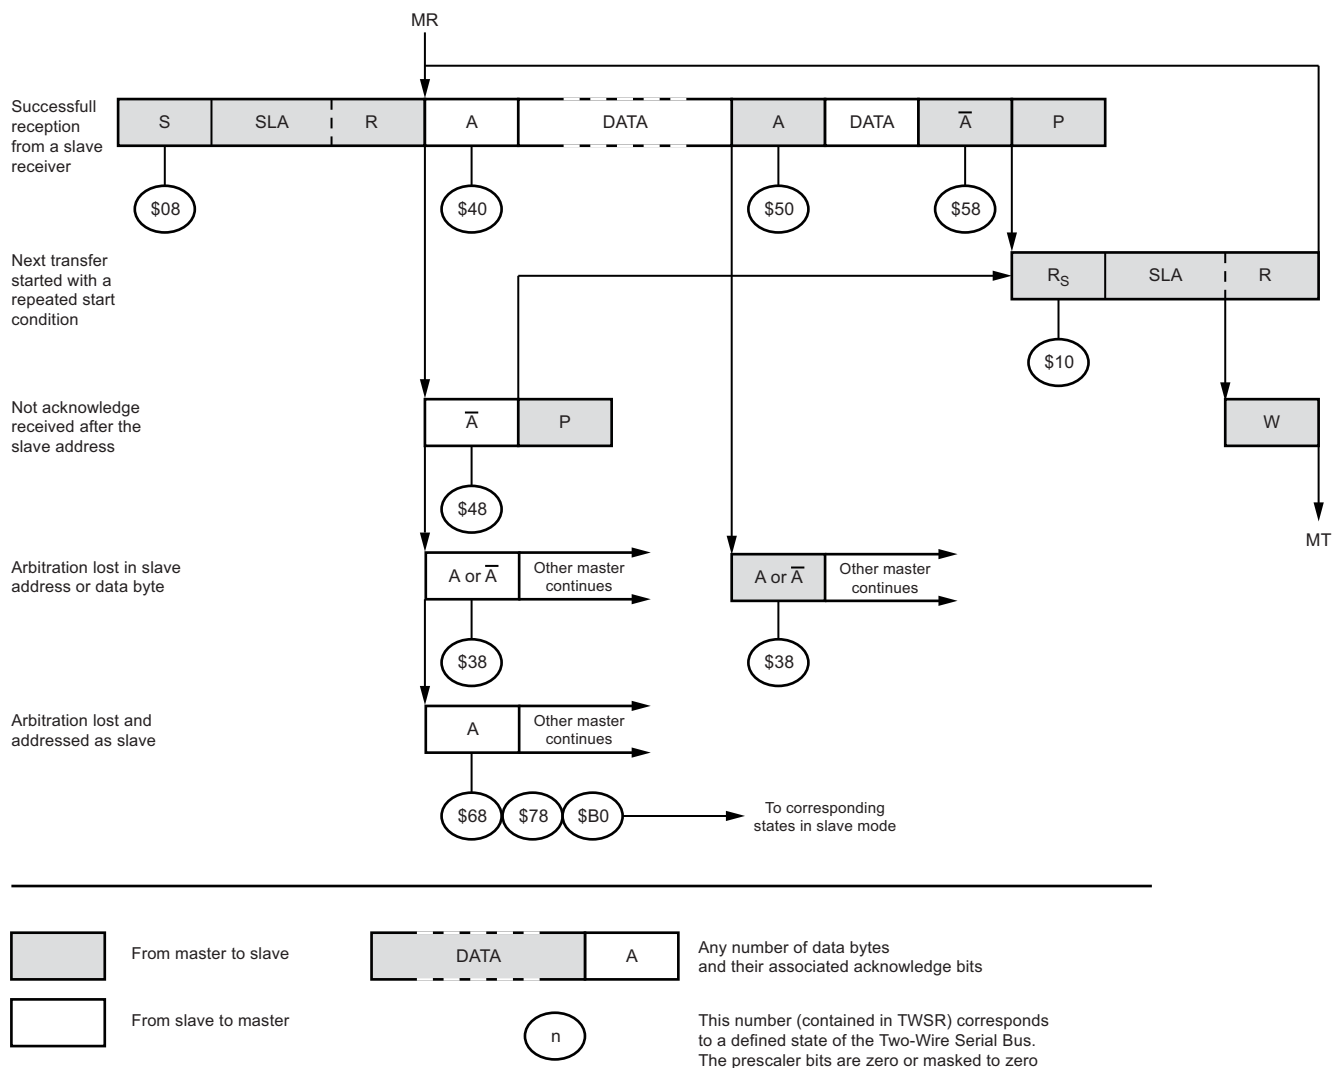 MR
Successfull
reception
from a slave
receiver
S SLA R A DATA A DATA A̅ P
$08 $40 $50 $58
Next transfer
started with a
repeated start
condition
RS SLA R
$10
Not acknowledge
received after the
slave address
A̅ P
W
$48
MT
Arbitration lost in slave
address or data byte
A or A̅
Other master
continues
A or A̅
Other master
continues
$38 $38
Arbitration lost and
addressed as slave
A
Other master
continues
$68 $78 $B0
To corresponding
states in slave mode
From master to slave
DATA A
Any number of data bytes
and their associated acknowledge bits
From slave to master
n
This number (contained in TWSR) corresponds
to a defined state of the Two-Wire Serial Bus.
The prescaler bits are zero or masked to zero